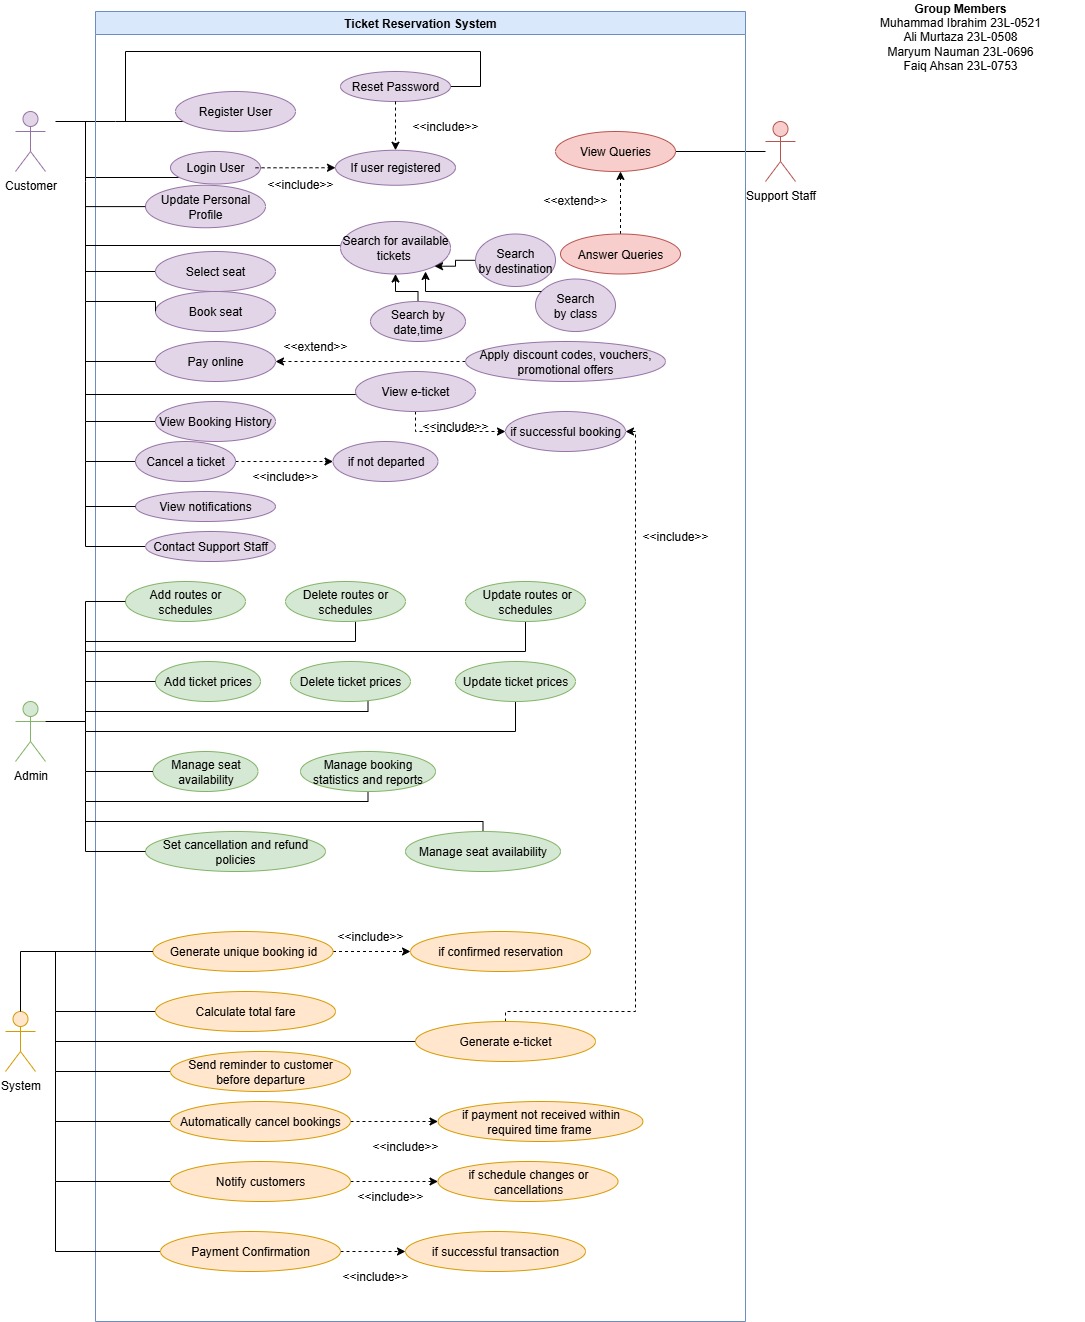 Group Members
Muhammad Ibrahim 23L-0521
Ali Murtaza 23L-0508
Maryum Nauman 23L-0696
Faiq Ahsan 23L-0753
Ticket Reservation System
Reset Password
Register User
<<include>>
Customer
Login User
If user registered
<<include>>
View Queries
Support Staff
<<extend>>
Update Personal
Profile
Search for available
tickets
Search
by destination
Answer Queries
Select seat
Book seat
Search by
date,time
Search
by class
<<extend>>
Pay online
Apply discount codes, vouchers,
promotional offers
View e-ticket
View Booking History
<<include>>
if successful booking
Cancel a ticket
if not departed
<<include>>
View notifications
<<include>>
Contact Support Staff
Add routes or
schedules
Delete routes or
schedules
Update routes or
schedules
Add ticket prices
Delete ticket prices
Update ticket prices
Admin
Manage seat
availability
Manage booking
statistics and reports
Set cancellation and refund
policies
Manage seat availability
<<include>>
Generate unique booking id
if confirmed reservation
Calculate total fare
Generate e-ticket
System
Send reminder to customer
before departure
Automatically cancel bookings
if payment not received within
required time frame
<<include>>
Notify customers
if schedule changes or
cancellations
<<include>>
Payment Confirmation
if successful transaction
<<include>>